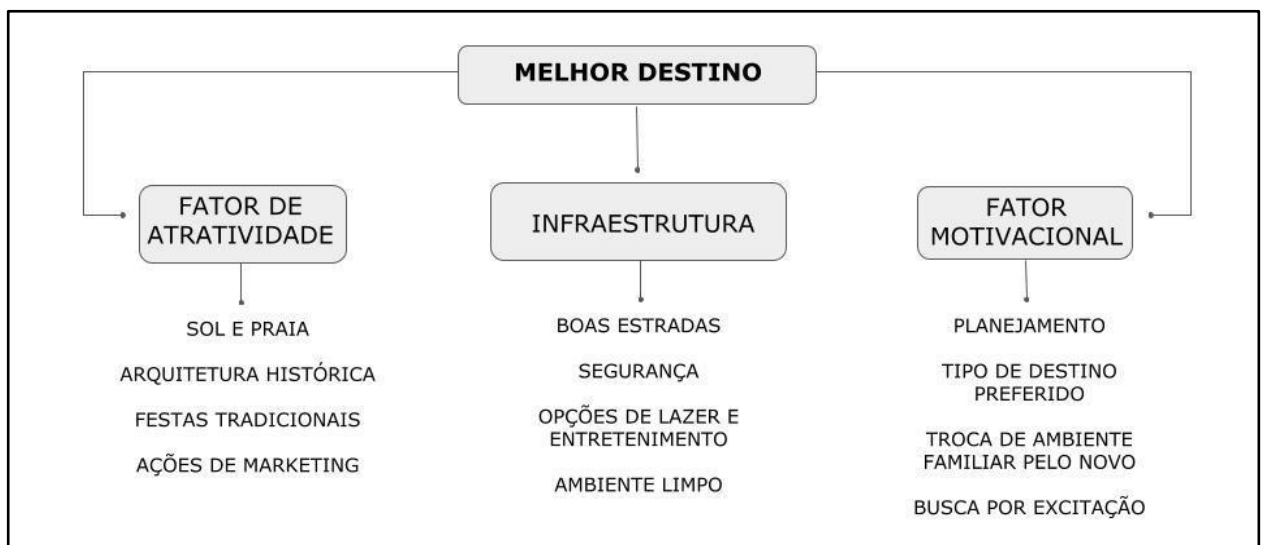 MELHOR DESTINO
FATOR DE
ATRATIVIDADE
SOL E PRAIA
ARQUITETURA HISTÓRICA
FESTAS TRADICIONAIS
AÇÕES DE MARKETING
INFRAESTRUTURA
BOAS ESTRADAS
SEGURANÇA
OPÇÕES DE LAZER E
ENTRETENIMENTO
AMBIENTE LIMPO
FATOR
MOTIVACIONAL
PLANEJAMENTO
TIPO DE DESTINO
PREFERIDO
TROCA DE AMBIENTE
FAMILIAR PELO NOVO
BUSCA POR EXCITAÇÃO